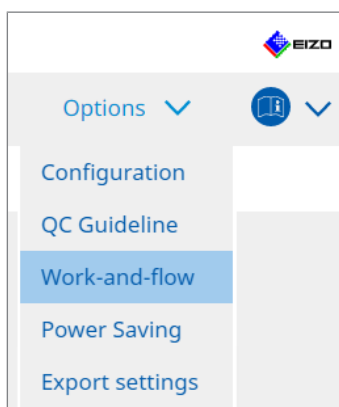 EIZO
Options
Configuration
QC Guideline
Work-and-flow
Power Saving
Export settings